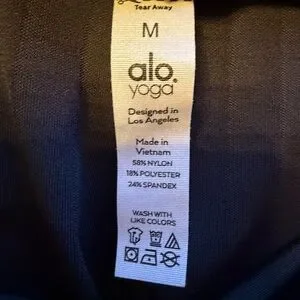 Tear Away
M
alo
yoga
Designed in
Los Angeles
Made in
Vietnam
58% NYLON
18% POLYESTER
24% SPANDEX
WASH WITH
LIKE COLORS